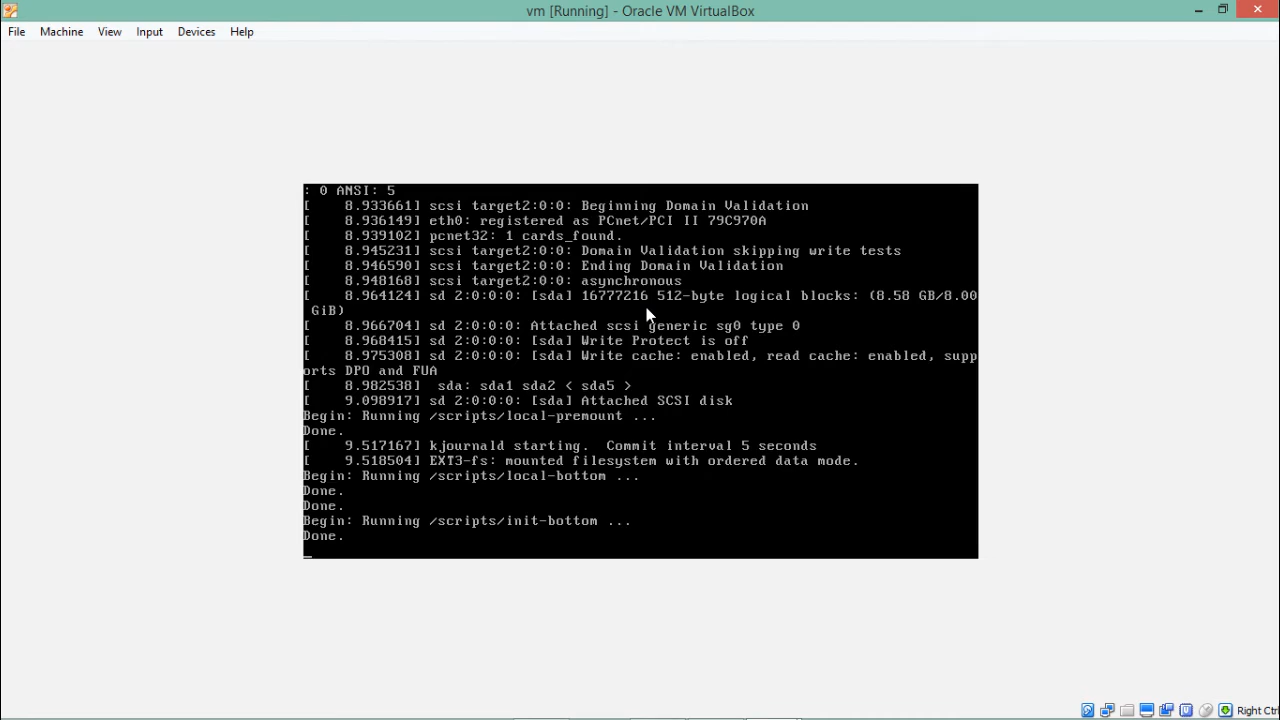 vm [Running] - Oracle VM VirtualBox
File Machine View Input Devices Help
: 0 ANSI: 5
[    8.933661] scsi target2:0:0: Beginning Domain Validation
[    8.936149] eth0: registered as PCnet/PCI II 79C970A
[    8.939102] pcnet32: 1 cards_found.
[    8.945231] scsi target2:0:0: Domain Validation skipping write tests
[    8.946590] scsi target2:0:0: Ending Domain Validation
[    8.948168] scsi target2:0:0: asynchronous
[    8.964124] sd 2:0:0:0: [sda] 16777216 512-byte logical blocks: (8.58 GB/8.00
 GiB)
[    8.966704] sd 2:0:0:0: Attached scsi generic sg0 type 0
[    8.968415] sd 2:0:0:0: [sda] Write Protect is off
[    8.975308] sd 2:0:0:0: [sda] Write cache: enabled, read cache: enabled, supp
orts DPO and FUA
[    8.982538]  sda: sda1 sda2 < sda5 >
[    9.098917] sd 2:0:0:0: [sda] Attached SCSI disk
Begin: Running /scripts/local-premount ...
Done.
[    9.517167] kjournald starting.  Commit interval 5 seconds
[    9.518504] EXT3-fs: mounted filesystem with ordered data mode.
Begin: Running /scripts/local-bottom ...
Done.
Done.
Begin: Running /scripts/init-bottom ...
Done.
Right Ctrl